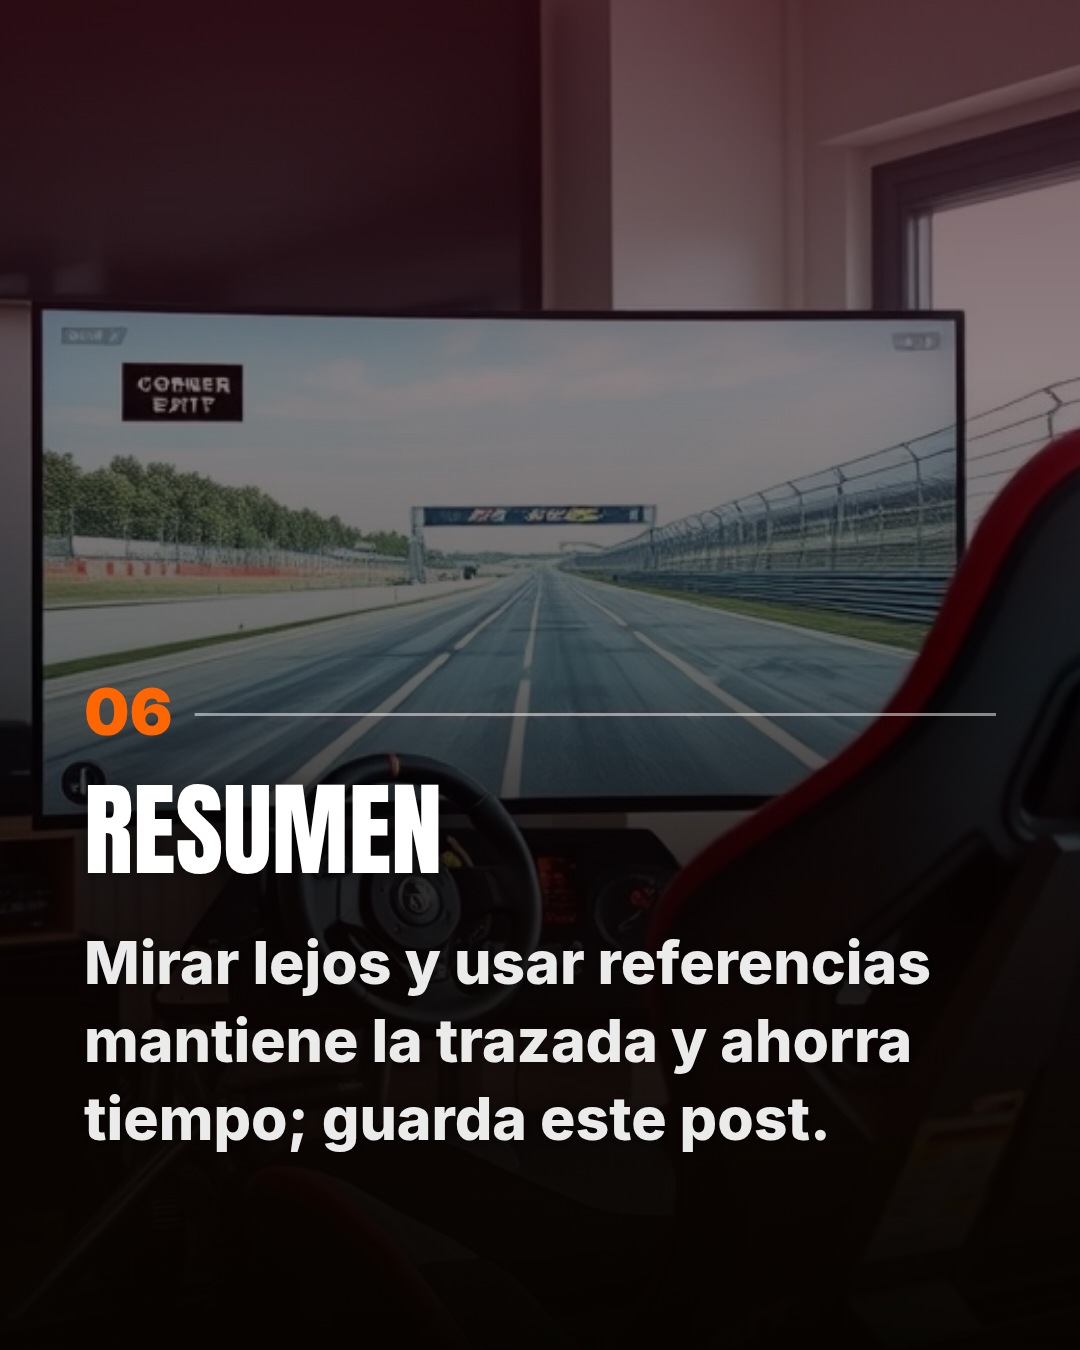 06
RESUMEN
Mirar lejos y usar referencias
mantiene la trazada y ahorra
tiempo; guarda este post.